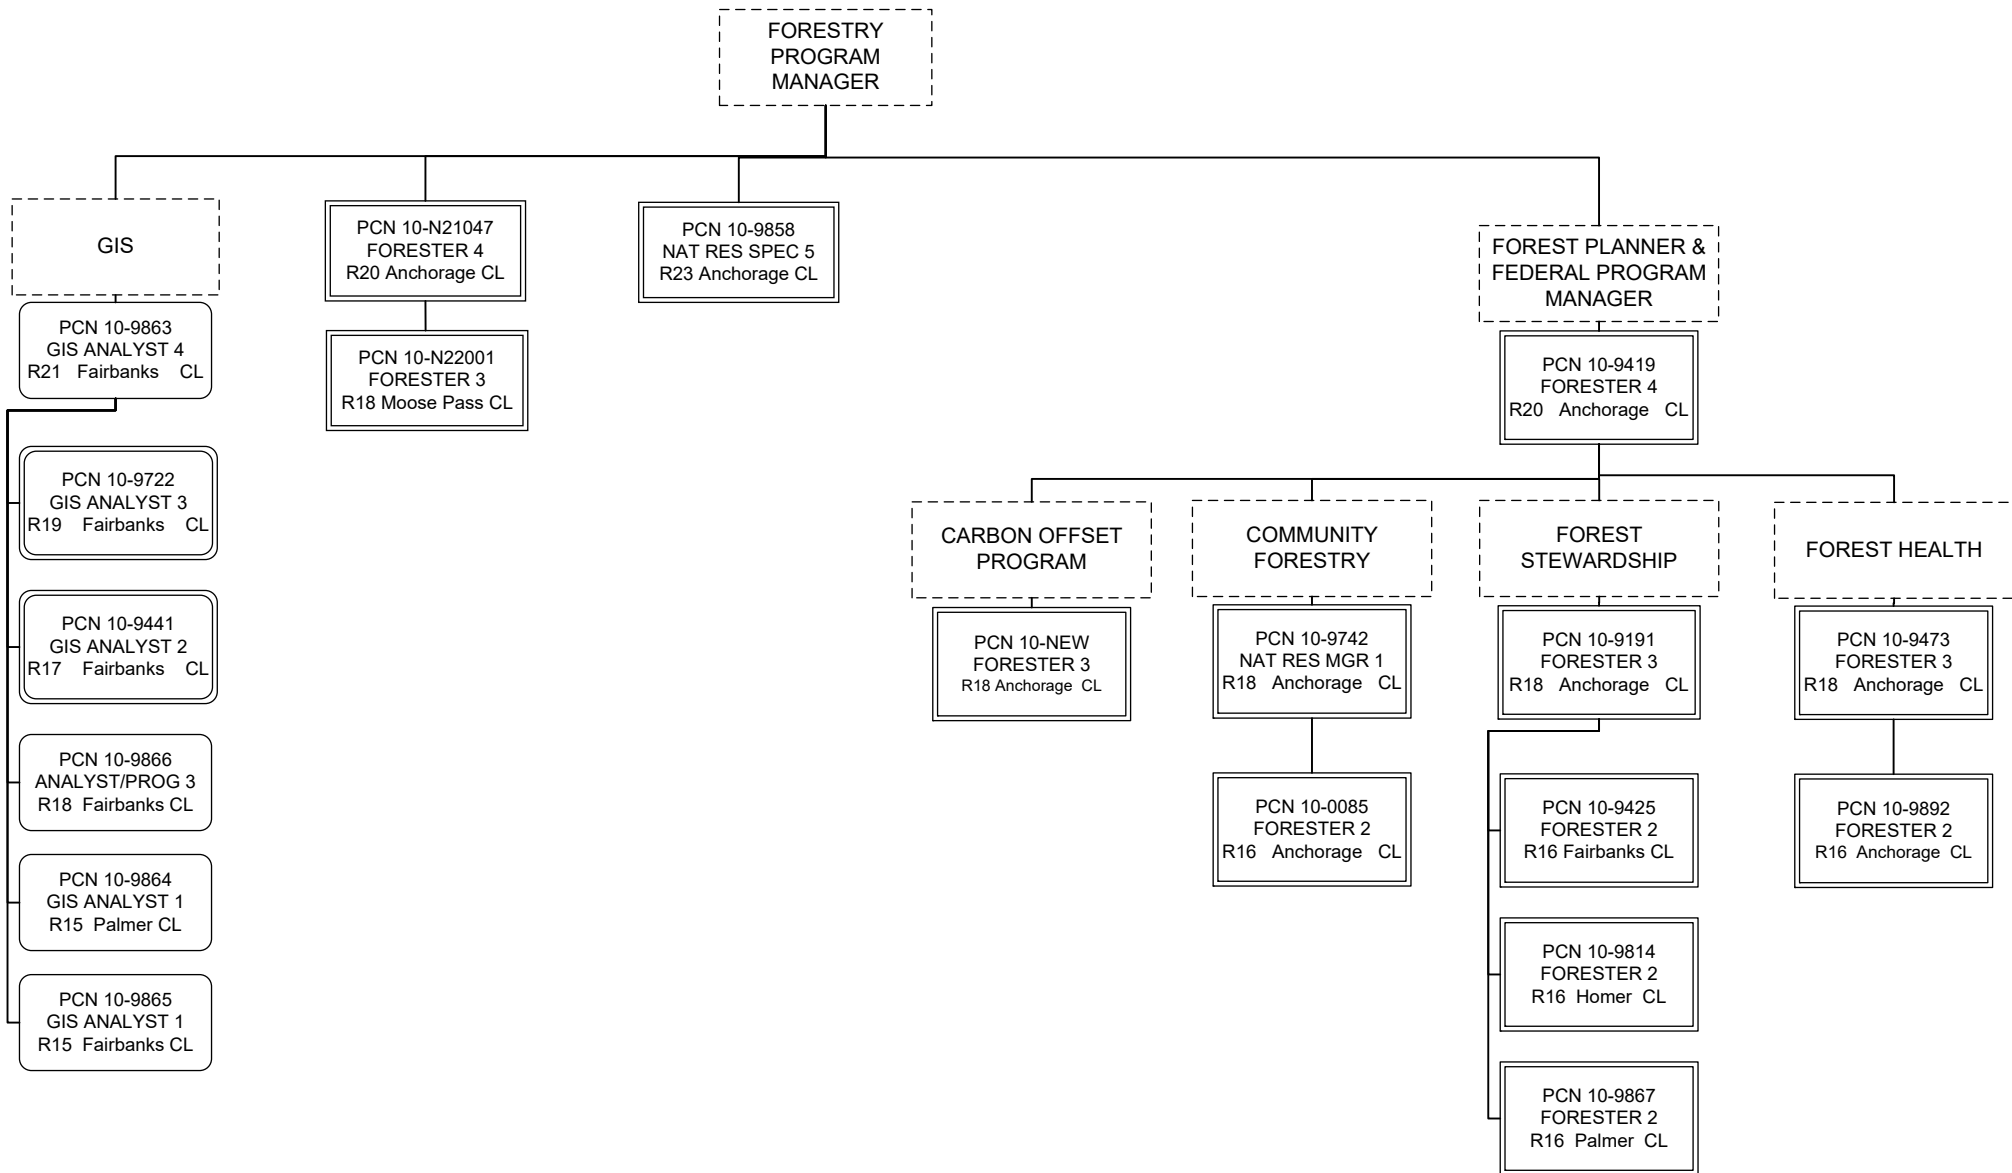 FORESTRY
PROGRAM
MANAGER
GIS
PCN 10-9863
GIS ANALYST 4
R21 Fairbanks CL
PCN 10-9722
GIS ANALYST 3
R19 Fairbanks CL
PCN 10-9441
GIS ANALYST 2
R17 Fairbanks CL
PCN 10-9866
ANALYST/PROG 3
R18 Fairbanks CL
PCN 10-9864
GIS ANALYST 1
R15 Palmer CL
PCN 10-9865
GIS ANALYST 1
R15 Fairbanks CL
PCN 10-N21047
FORESTER 4
R20 Anchorage CL
PCN 10-N22001
FORESTER 3
R18 Moose Pass CL
PCN 10-9858
NAT RES SPEC 5
R23 Anchorage CL
FOREST PLANNER &
FEDERAL PROGRAM
MANAGER
PCN 10-9419
FORESTER 4
R20 Anchorage CL
CARBON OFFSET
PROGRAM
PCN 10-NEW
FORESTER 3
R18 Anchorage CL
COMMUNITY
FORESTRY
PCN 10-9742
NAT RES MGR 1
R18 Anchorage CL
PCN 10-0085
FORESTER 2
R16 Anchorage CL
FOREST
STEWARDSHIP
PCN 10-9191
FORESTER 3
R18 Anchorage CL
PCN 10-9425
FORESTER 2
R16 Fairbanks CL
PCN 10-9814
FORESTER 2
R16 Homer CL
PCN 10-9867
FORESTER 2
R16 Palmer CL
FOREST HEALTH
PCN 10-9473
FORESTER 3
R18 Anchorage CL
PCN 10-9892
FORESTER 2
R16 Anchorage CL